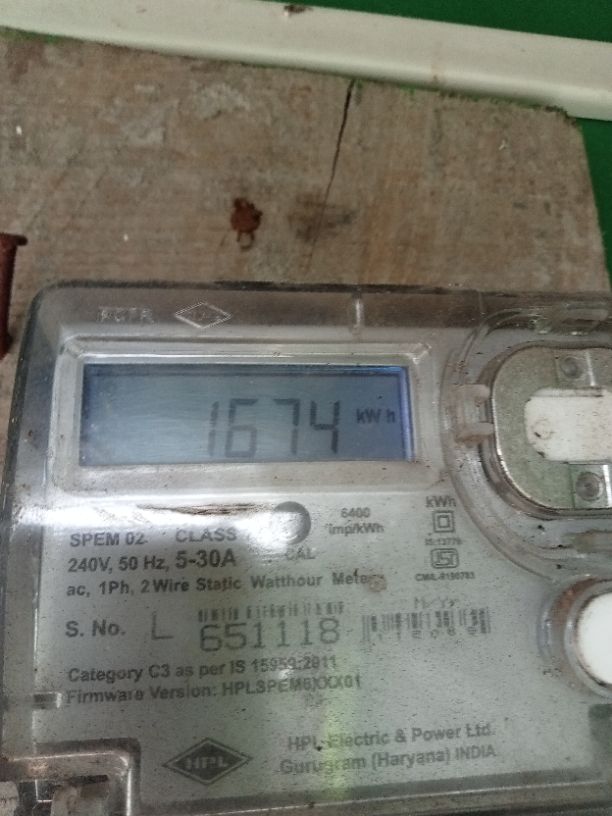 1674 kWh
6400
imp/kWh
kWh
SPEM 02 CLASS
CAL
240V, 50 Hz, 5-30A
ac, 1Ph, 2 Wire Static Watthour Meter
S. No. L 651118
M/Yr
Category C3 as per IS 15959:2011
Firmware Version:
HPL
HPL Electric & Power Ltd.
Gurugram (Haryana) INDIA